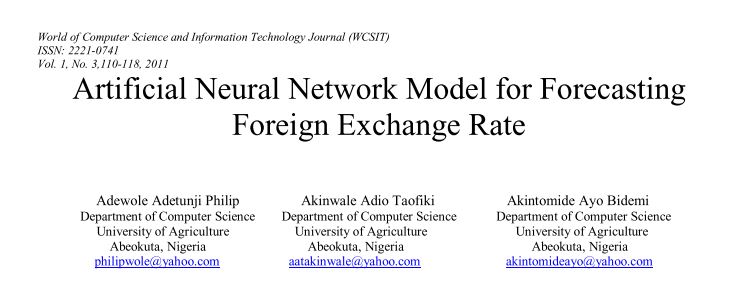 World of Computer Science and Information Technology Journal (WCSIT)
ISSN: 2221-0741
Vol. 1, No. 3,110-118, 2011
Artificial Neural Network Model for Forecasting
Foreign Exchange Rate
Adewole Adetunji Philip
Department of Computer Science
University of Agriculture
Abeokuta, Nigeria
philipwole@yahoo.com
Akinwale Adio Taofiki
Department of Computer Science
University of Agriculture
Abeokuta, Nigeria
aatakinwale@yahoo.com
Akintomide Ayo Bidemi
Department of Computer Science
University of Agriculture
Abeokuta, Nigeria
akintomideayo@yahoo.com